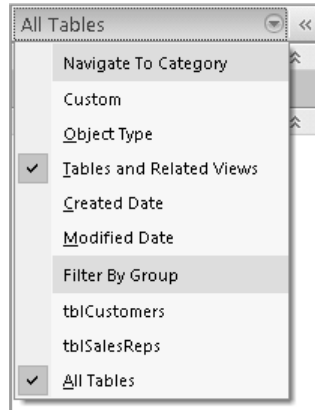 All Tables
Navigate To Category
Custom
Object Type
Tables and Related Views
Created Date
Modified Date
Filter By Group
tblCustomers
tblSalesReps
All Tables